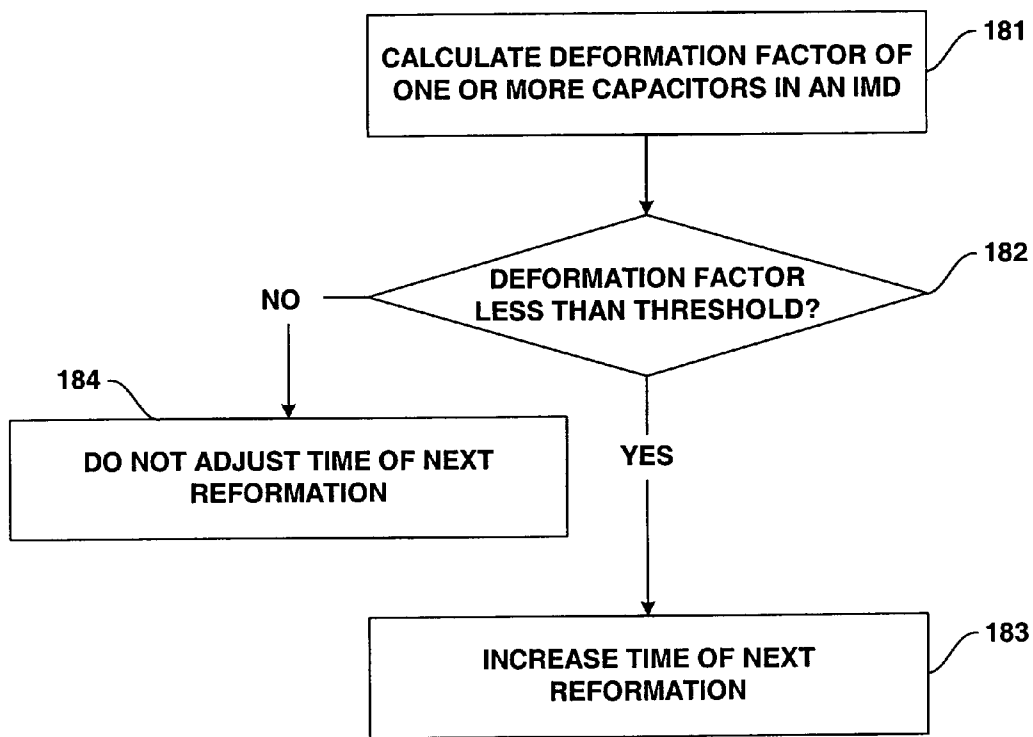 181
CALCULATE DEFORMATION FACTOR OF
ONE OR MORE CAPACITORS IN AN IMD
182
DEFORMATION FACTOR
LESS THAN THRESHOLD?
NO
184
DO NOT ADJUST TIME OF NEXT
REFORMATION
YES
183
INCREASE TIME OF NEXT
REFORMATION